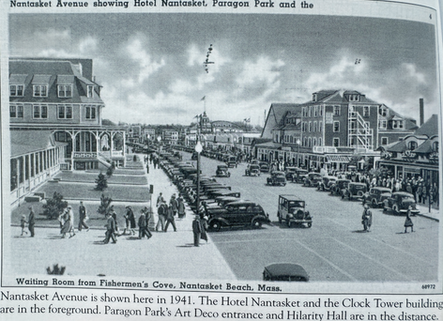 Nantasket Avenue showing Hotel Nantasket, Paragon Park and the
Waiting Room from Fishermen's Cove, Nantasket Beach, Mass.
68972
Nantasket Avenue is shown here in 1941. The Hotel Nantasket and the Clock Tower building
are in the foreground. Paragon Park's Art Deco entrance and Hilarity Hall are in the distance.